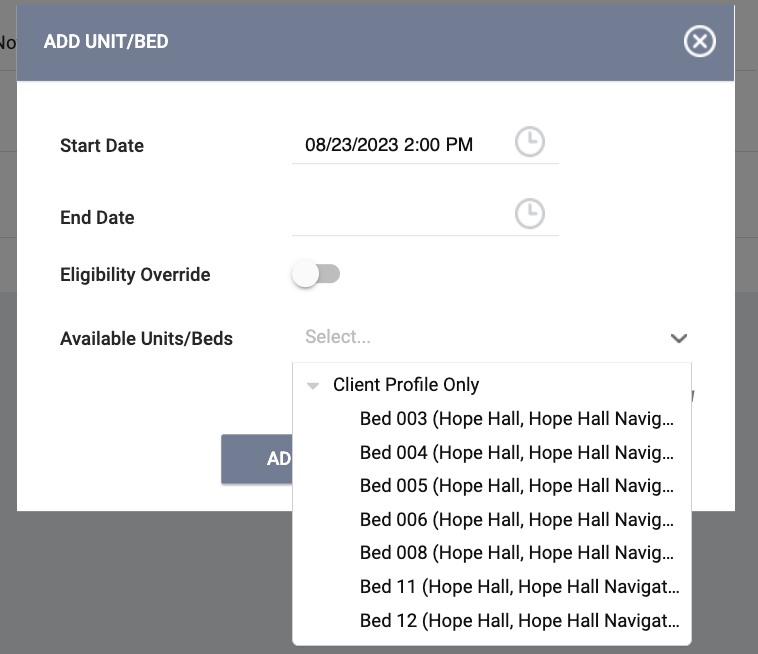 No
ADD UNIT/BED
Start Date
08/23/2023 2:00 PM
End Date
Eligibility Override
Available Units/Beds
Select...
Client Profile Only
Bed 003 (Hope Hall, Hope Hall Navig...
Bed 004 (Hope Hall, Hope Hall Navig...
AD
Bed 005 (Hope Hall, Hope Hall Navig...
Bed 006 (Hope Hall, Hope Hall Navig...
Bed 008 (Hope Hall, Hope Hall Navig...
Bed 11 (Hope Hall, Hope Hall Navigat...
Bed 12 (Hope Hall, Hope Hall Navigat...